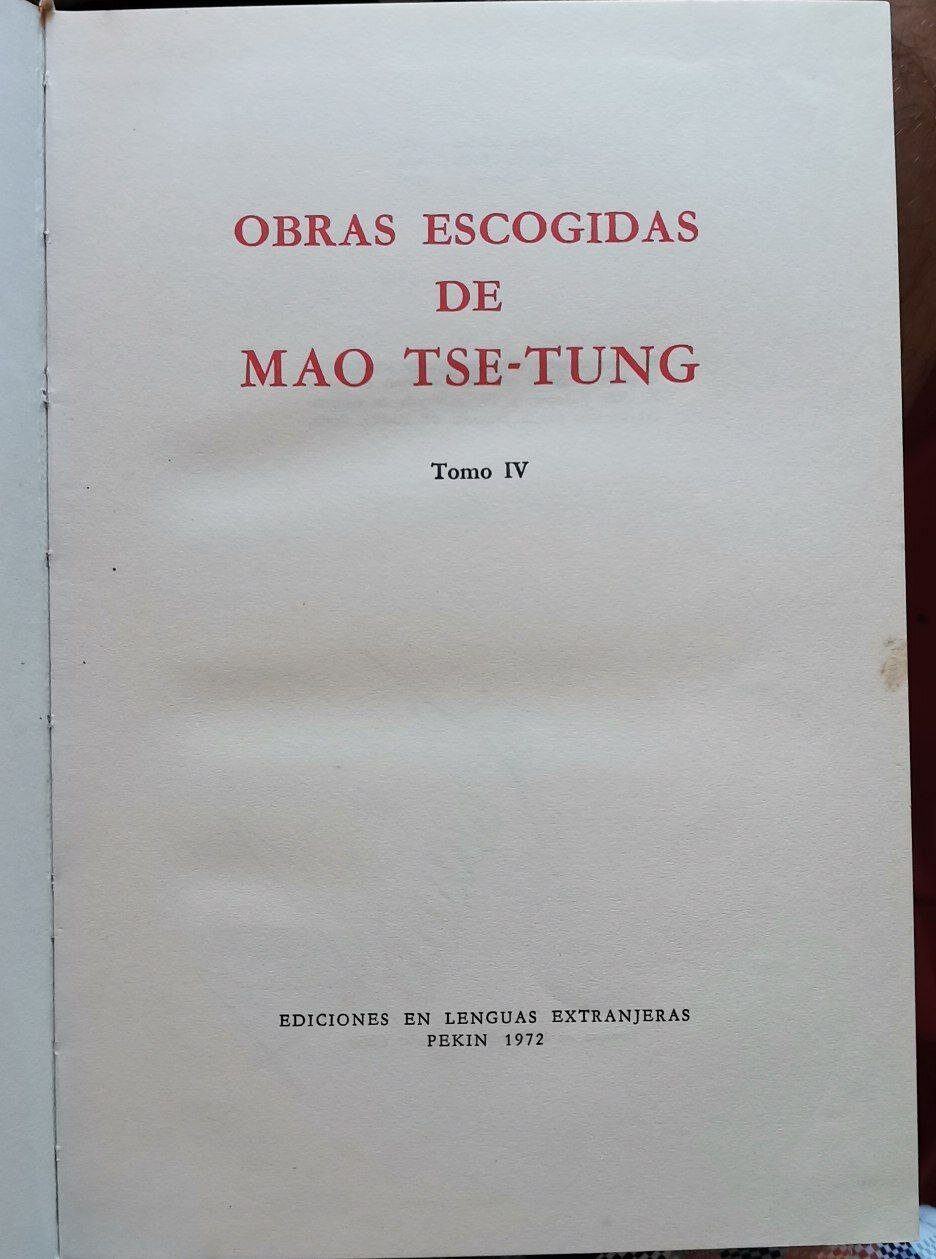 OBRAS ESCOGIDAS
DE
MAO TSE-TUNG
Tomo IV
EDICIONES EN LENGUAS EXTRANJERAS
PEKIN 1972